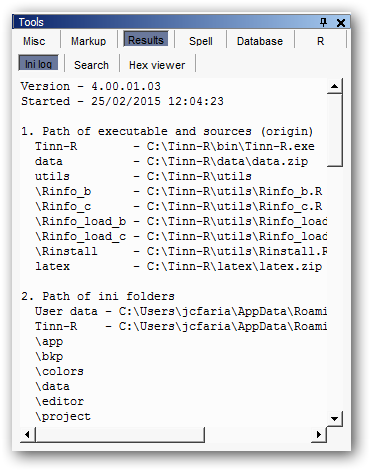 Tools
Misc Markup Results Spell Database R
Ini log Search Hex viewer
Version - 4.00.01.03
Started - 25/02/2015 12:04:23
1. Path of executable and sources (origin)
Tinn-R - C:\Tinn-R\bin\Tinn-R.exe
data - C:\Tinn-R\data\data.zip
utils - C:\Tinn-R\utils
\Rinfo_b - C:\Tinn-R\utils\Rinfo_b.R
\Rinfo_c - C:\Tinn-R\utils\Rinfo_c.R
\Rinfo_load_b - C:\Tinn-R\utils\Rinfo_load
\Rinfo_load_c - C:\Tinn-R\utils\Rinfo_load
\Rinstall - C:\Tinn-R\utils\Rinstall.R
latex - C:\Tinn-R\latex\latex.zip
2. Path of ini folders
User data - C:\Users\jcfaria\AppData\Roami
Tinn-R - C:\Users\jcfaria\AppData\Roami
\app
\bkp
\colors
\data
\editor
\project